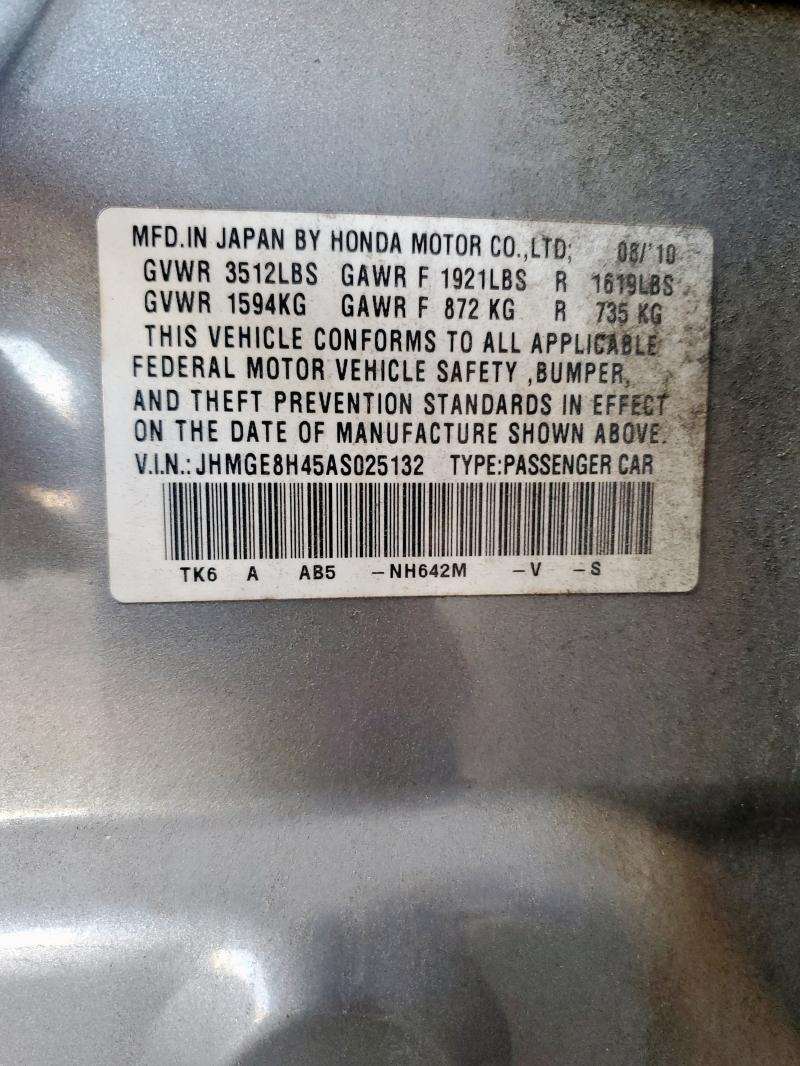 MFD.IN JAPAN BY HONDA MOTOR CO.,LTD; 08/'10
GVWR 3512LBS GAWR F 1921LBS R 1619LBS
GVWR 1594KG GAWR F 872 KG R 735 KG
THIS VEHICLE CONFORMS TO ALL APPLICABLE
FEDERAL MOTOR VEHICLE SAFETY ,BUMPER,
AND THEFT PREVENTION STANDARDS IN EFFECT
ON THE DATE OF MANUFACTURE SHOWN ABOVE.
V.I.N.: JHMGE8H45AS025132 TYPE:PASSENGER CAR
TK6 A AB5 –NH642M –V –S